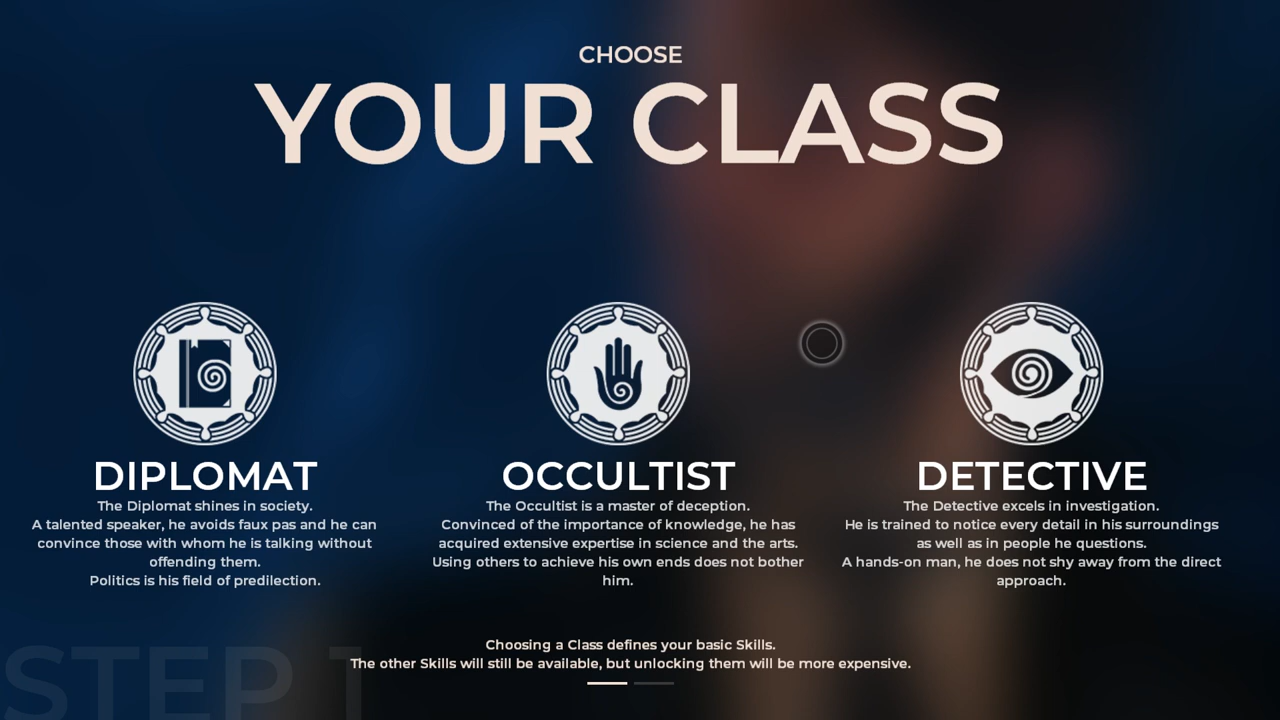 CHOOSE
YOUR CLASS
DIPLOMAT
The Diplomat shines in society.
A talented speaker, he avoids faux pas and he can
convince those with whom he is talking without
offending them.
Politics is his field of predilection.
OCCULTIST
The Occultist is a master of deception.
Convinced of the importance of knowledge, he has
acquired extensive expertise in science and the arts.
Using others to achieve his own ends does not bother
him.
DETECTIVE
The Detective excels in investigation.
He is trained to notice every detail in his surroundings
as well as in people he questions.
A hands-on man, he does not shy away from the direct
approach.
Choosing a Class defines your basic Skills.
The other Skills will still be available, but unlocking them will be more expensive.
STEP 1